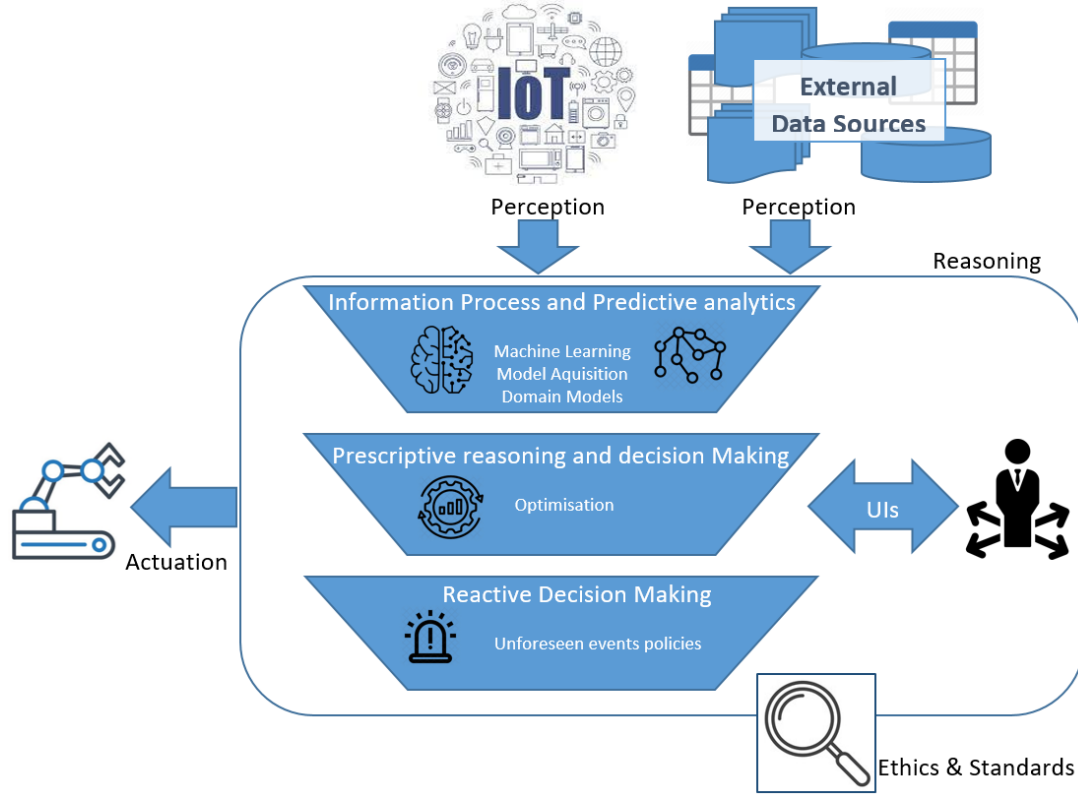 IoT
External
Data Sources
Perception
Perception
Reasoning
Information Process and Predictive analytics
Machine Learning
Model Aquisition
Domain Models
Prescriptive reasoning and decision Making
Optimisation
UIs
Actuation
Reactive Decision Making
Unforeseen events policies
Ethics & Standards